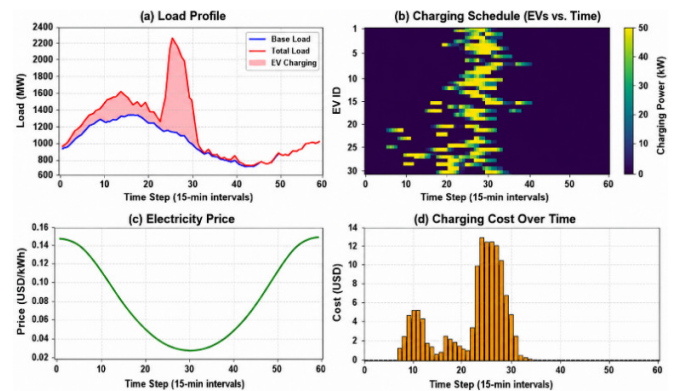 (a) Load Profile
2400
2200
2000
1800
1600
1400
1200
1000
800
600
Load (MW)
Base Load
Total Load
EV Charging
0 10 20 30 40 50 60
Time Step (15-min intervals)
(b) Charging Schedule (EVs vs. Time)
1
5
10
15
20
25
30
EV ID
0 10 20 30 40 50 60
Time Step (15-min intervals)
50
40
30
20
10
0
Charging Power (kW)
(c) Electricity Price
0.16
0.14
0.12
0.10
0.08
0.06
0.04
0.02
Price (USD/kWh)
0 10 20 30 40 50 60
Time Step (15-min intervals)
(d) Charging Cost Over Time
14
12
10
8
6
4
2
0
Cost (USD)
0 10 20 30 40 50 60
Time Step (15-min intervals)